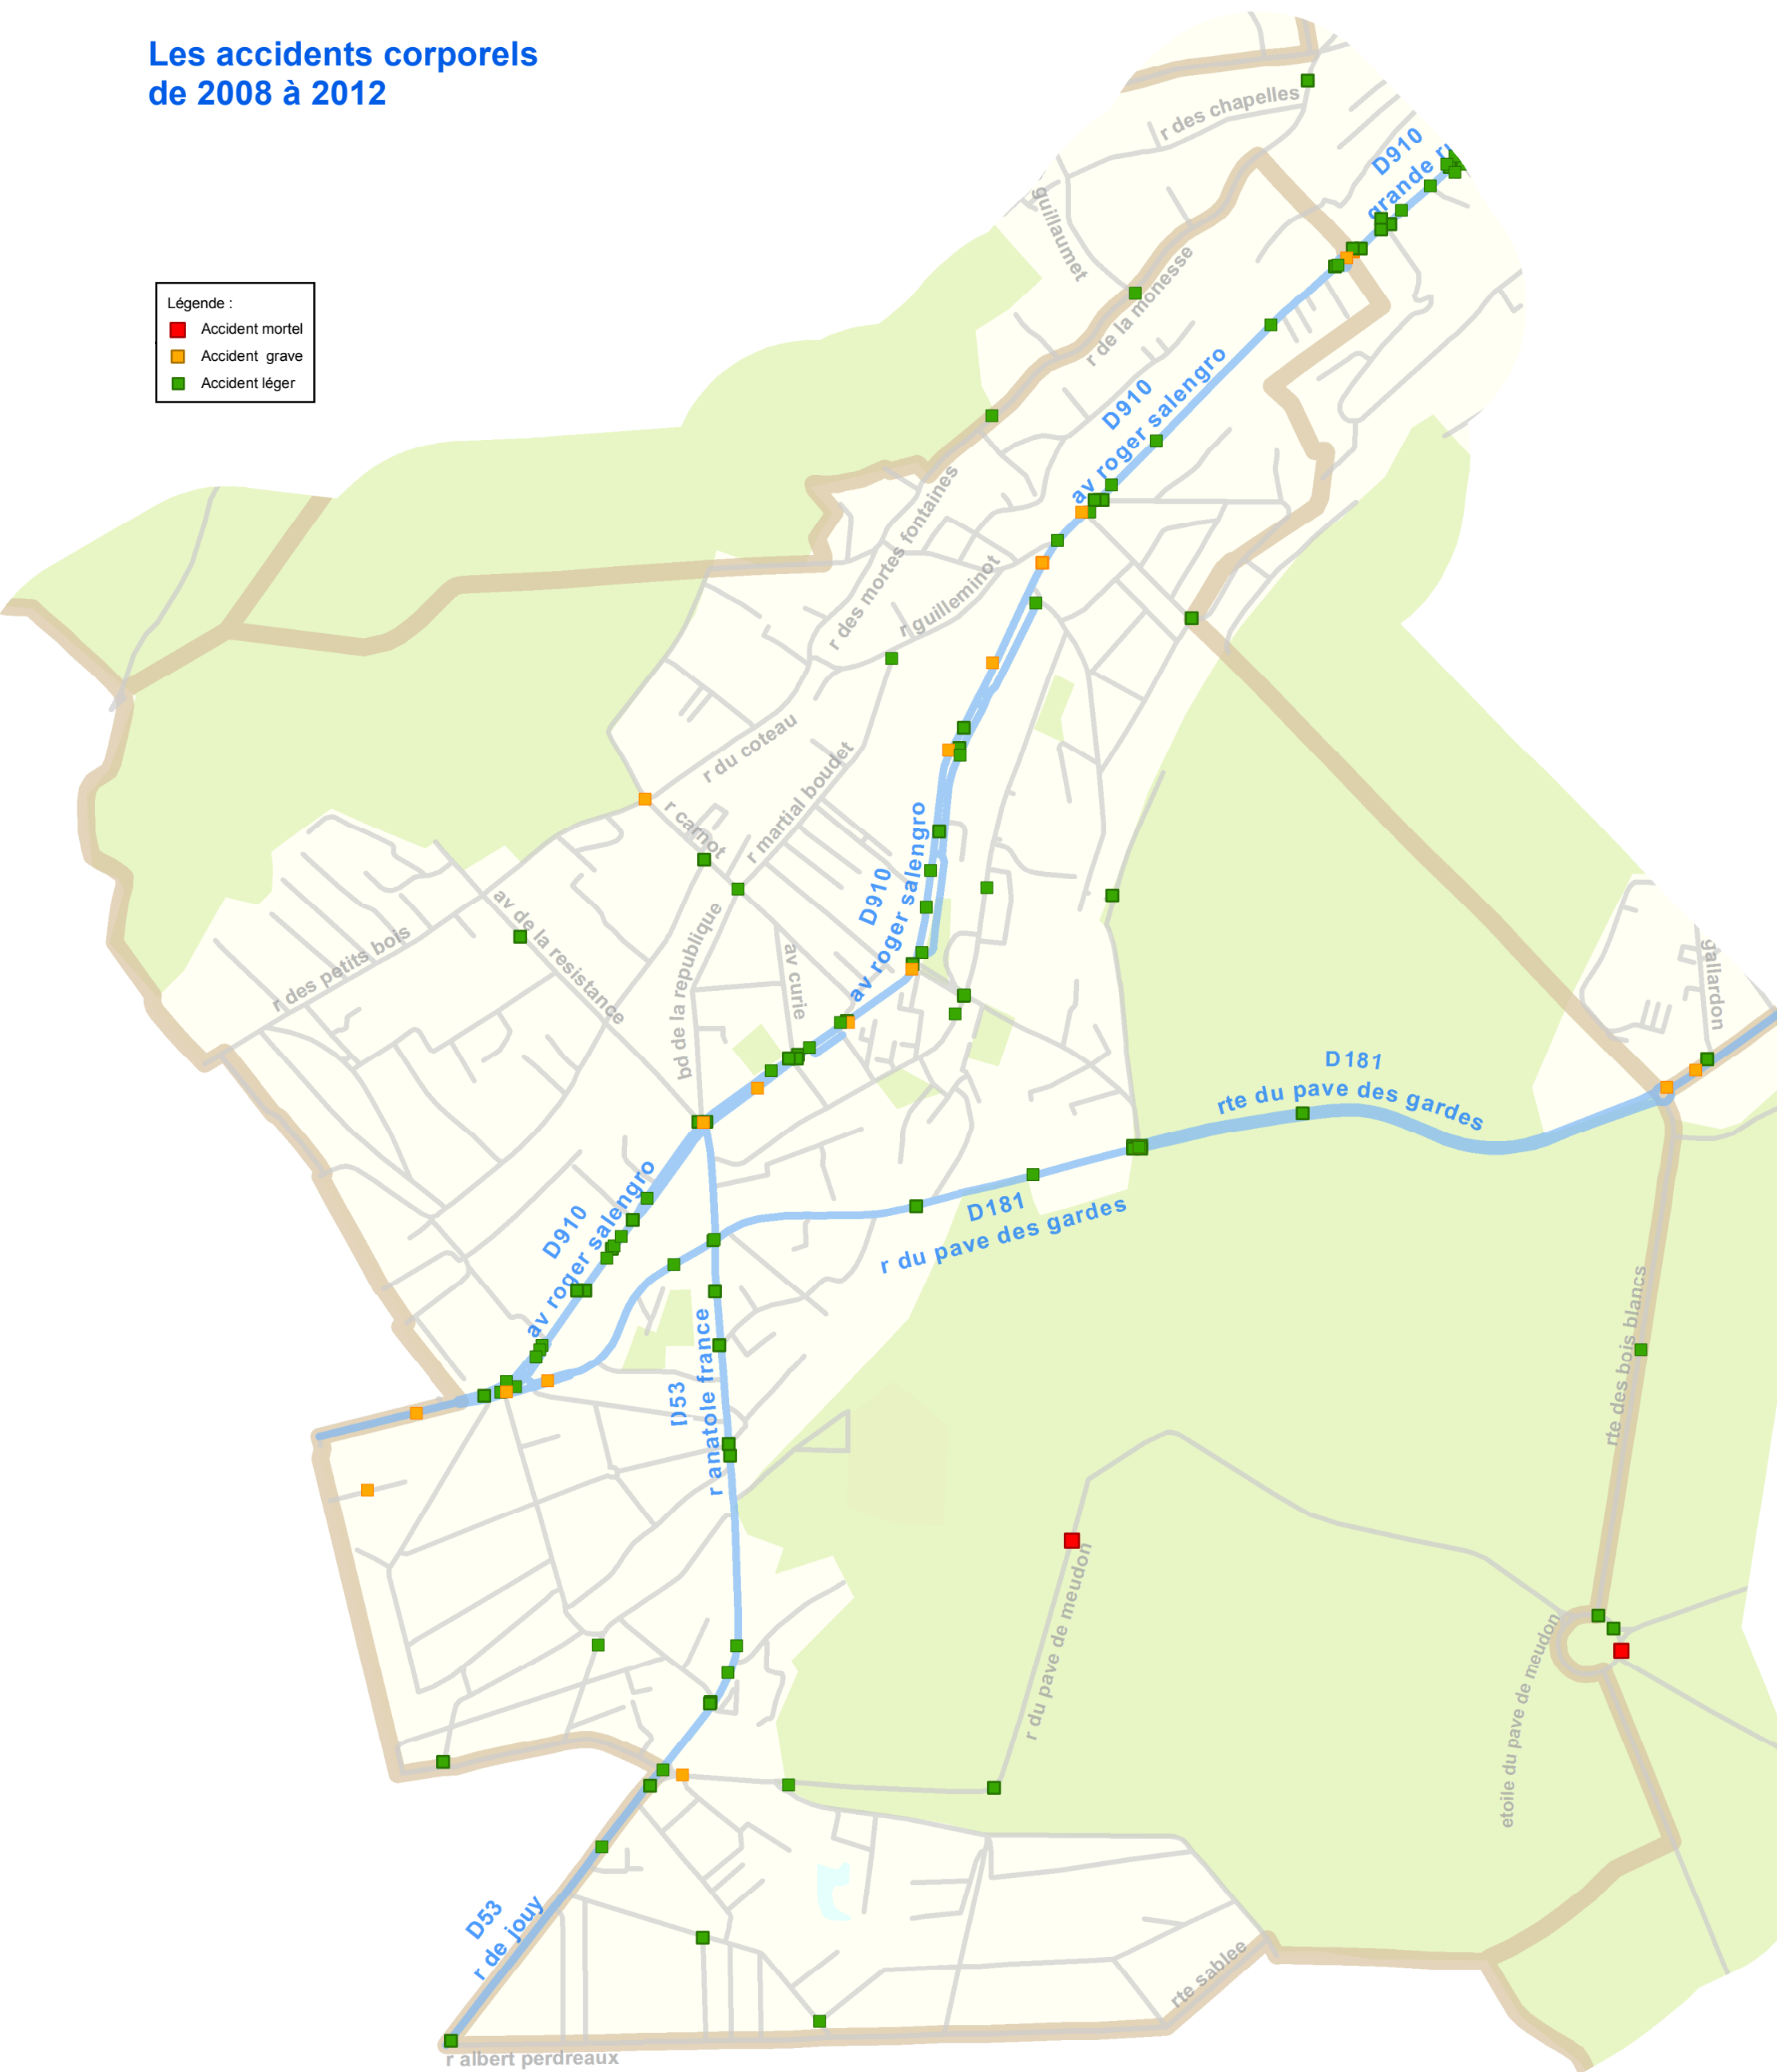 Les accidents corporels
de 2008 à 2012
Légende :
Accident mortel
Accident grave
Accident léger
r des chapelles
D910
grande
guillaumet
r de la monesse
D910
av roger salengro
r des mortes fontaines
r guilleminot
r du coteau
r carnot
r martial boudet
D910
av roger salengro
av de la resistance
r des petits bois
bd de la republique
av curie
gallardon
D181
rte du pave des gardes
D181
r du pave des gardes
D910
av roger salengro
D53
r anatole france
rte des bois blancs
r du pave de meudon
etoile du pave de meudon
D53
r de jouy
rte sablee
r albert perdreaux